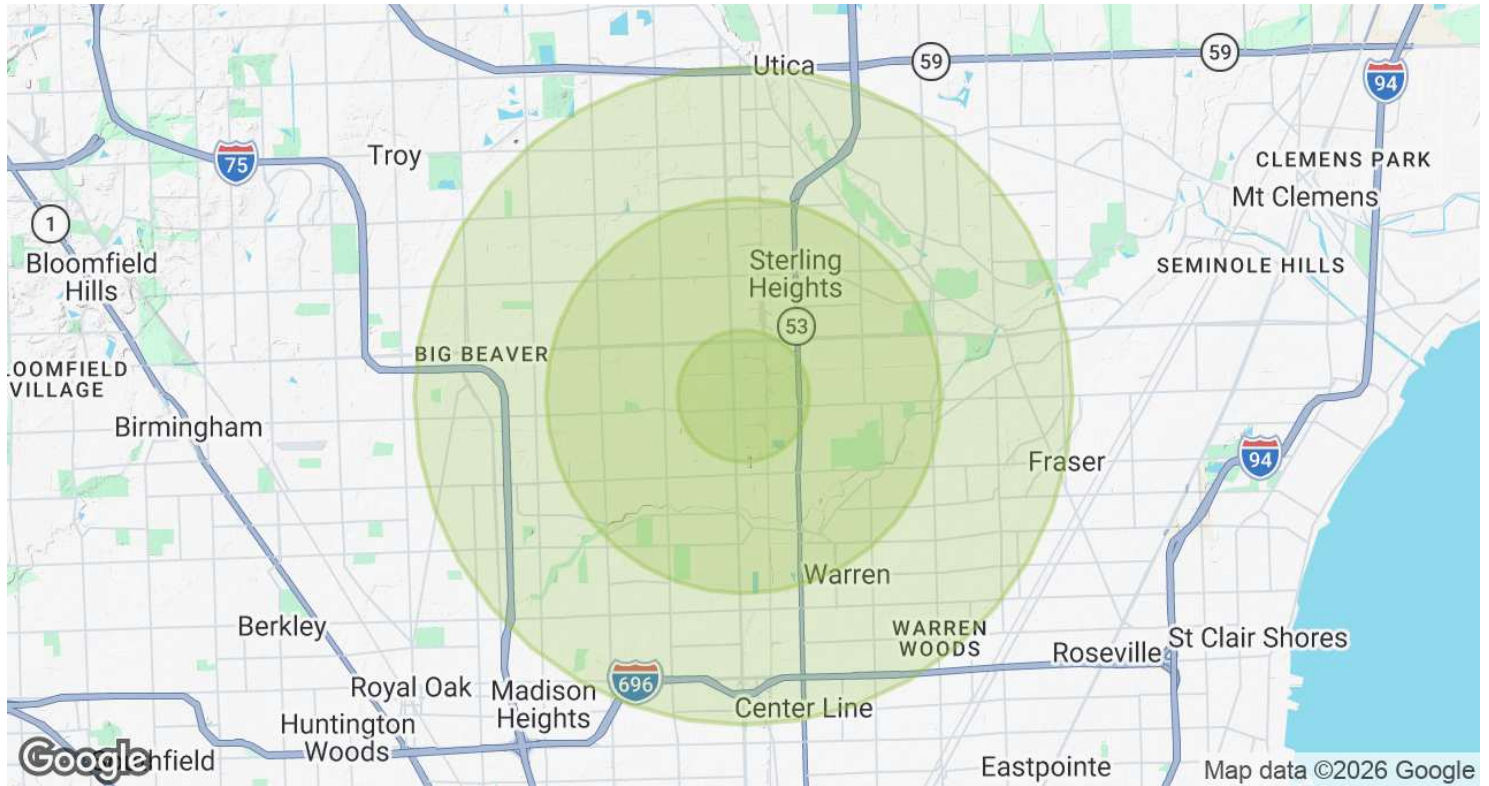 Utica
59
59
94
Troy
75
CLEMENS PARK
Mt Clemens
1
Bloomfield
Hills
Sterling
Heights
SEMINOLE HILLS
53
BIG BEAVER
LOOMFIELD
VILLAGE
Birmingham
Fraser
94
Warren
Berkley
WARREN
WOODS
Roseville
St Clair Shores
696
Royal Oak
Madison
Heights
Center Line
Huntington
Woods
Google
Eastpointe
Map data ©2026 Google